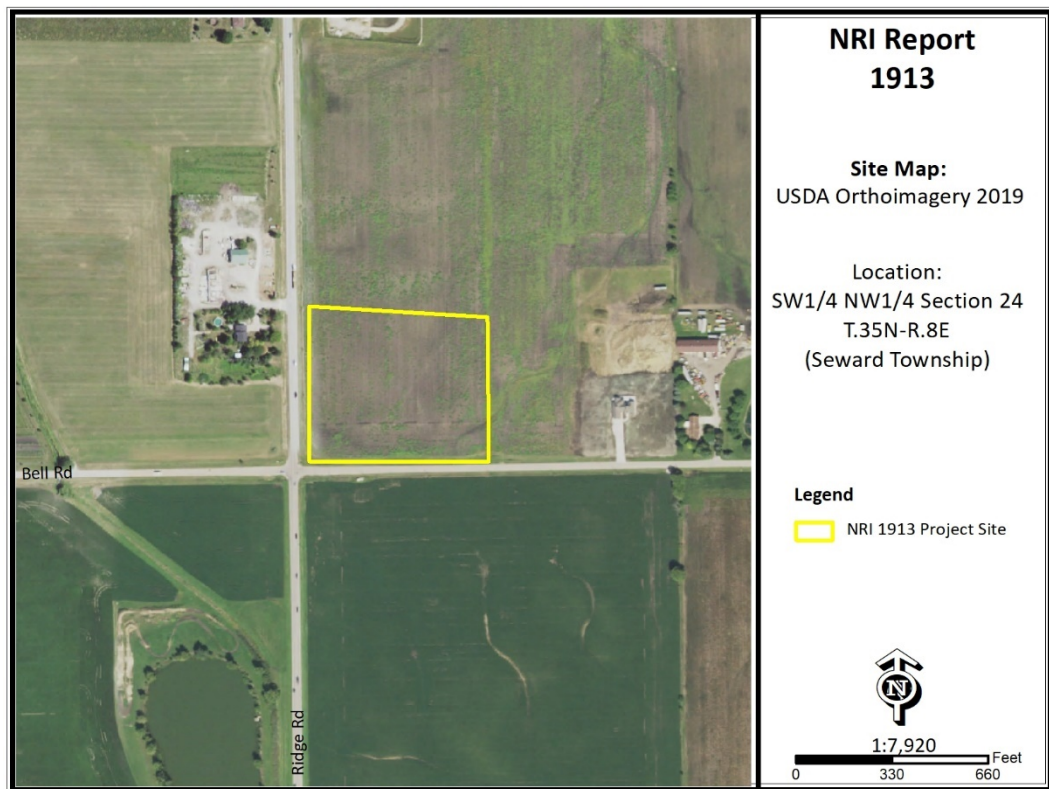 NRI Report
1913
Site Map:
USDA Orthoimagery 2019
Location:
SW1/4 NW1/4 Section 24
T.35N-R.8E
(Seward Township)
Bell Rd
Ridge Rd
Legend
NRI 1913 Project Site
N
1:7,920
Feet
0 330 660